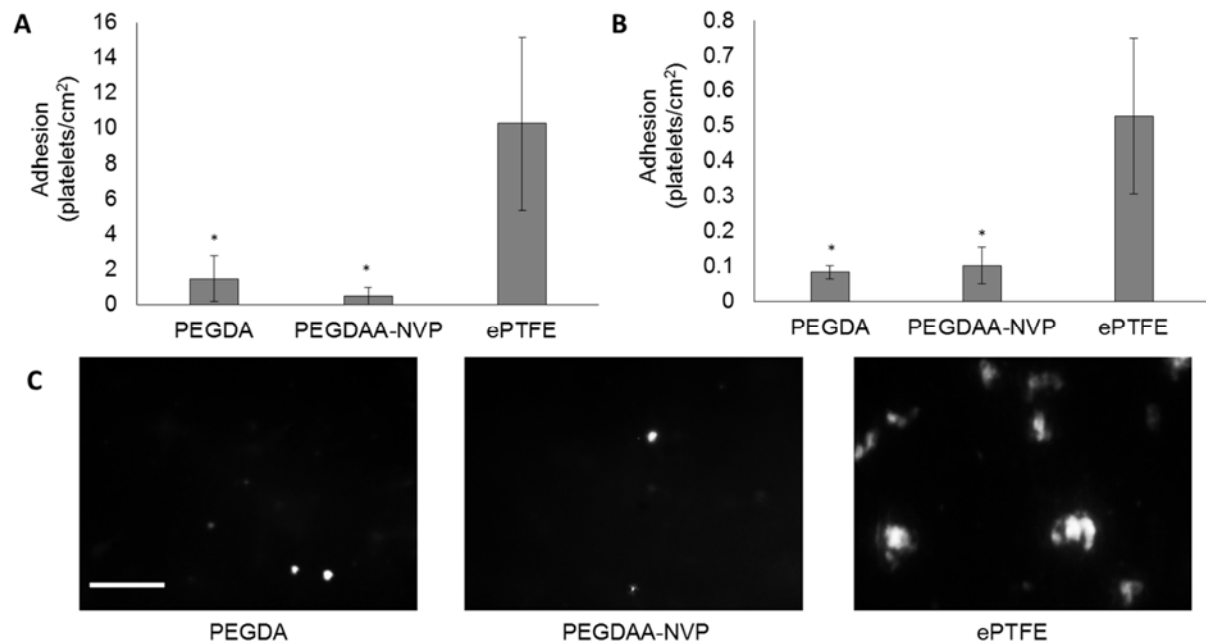 A
Adhesion
(platelets/cm²)
16
14
12
10
8
6
4
2
0
*
*
PEGDA
PEGDAA-NVP
ePTFE
B
Adhesion
(platelets/cm²)
0.8
0.7
0.6
0.5
0.4
0.3
0.2
0.1
0
*
*
PEGDA
PEGDAA-NVP
ePTFE
C
PEGDA
PEGDAA-NVP
ePTFE